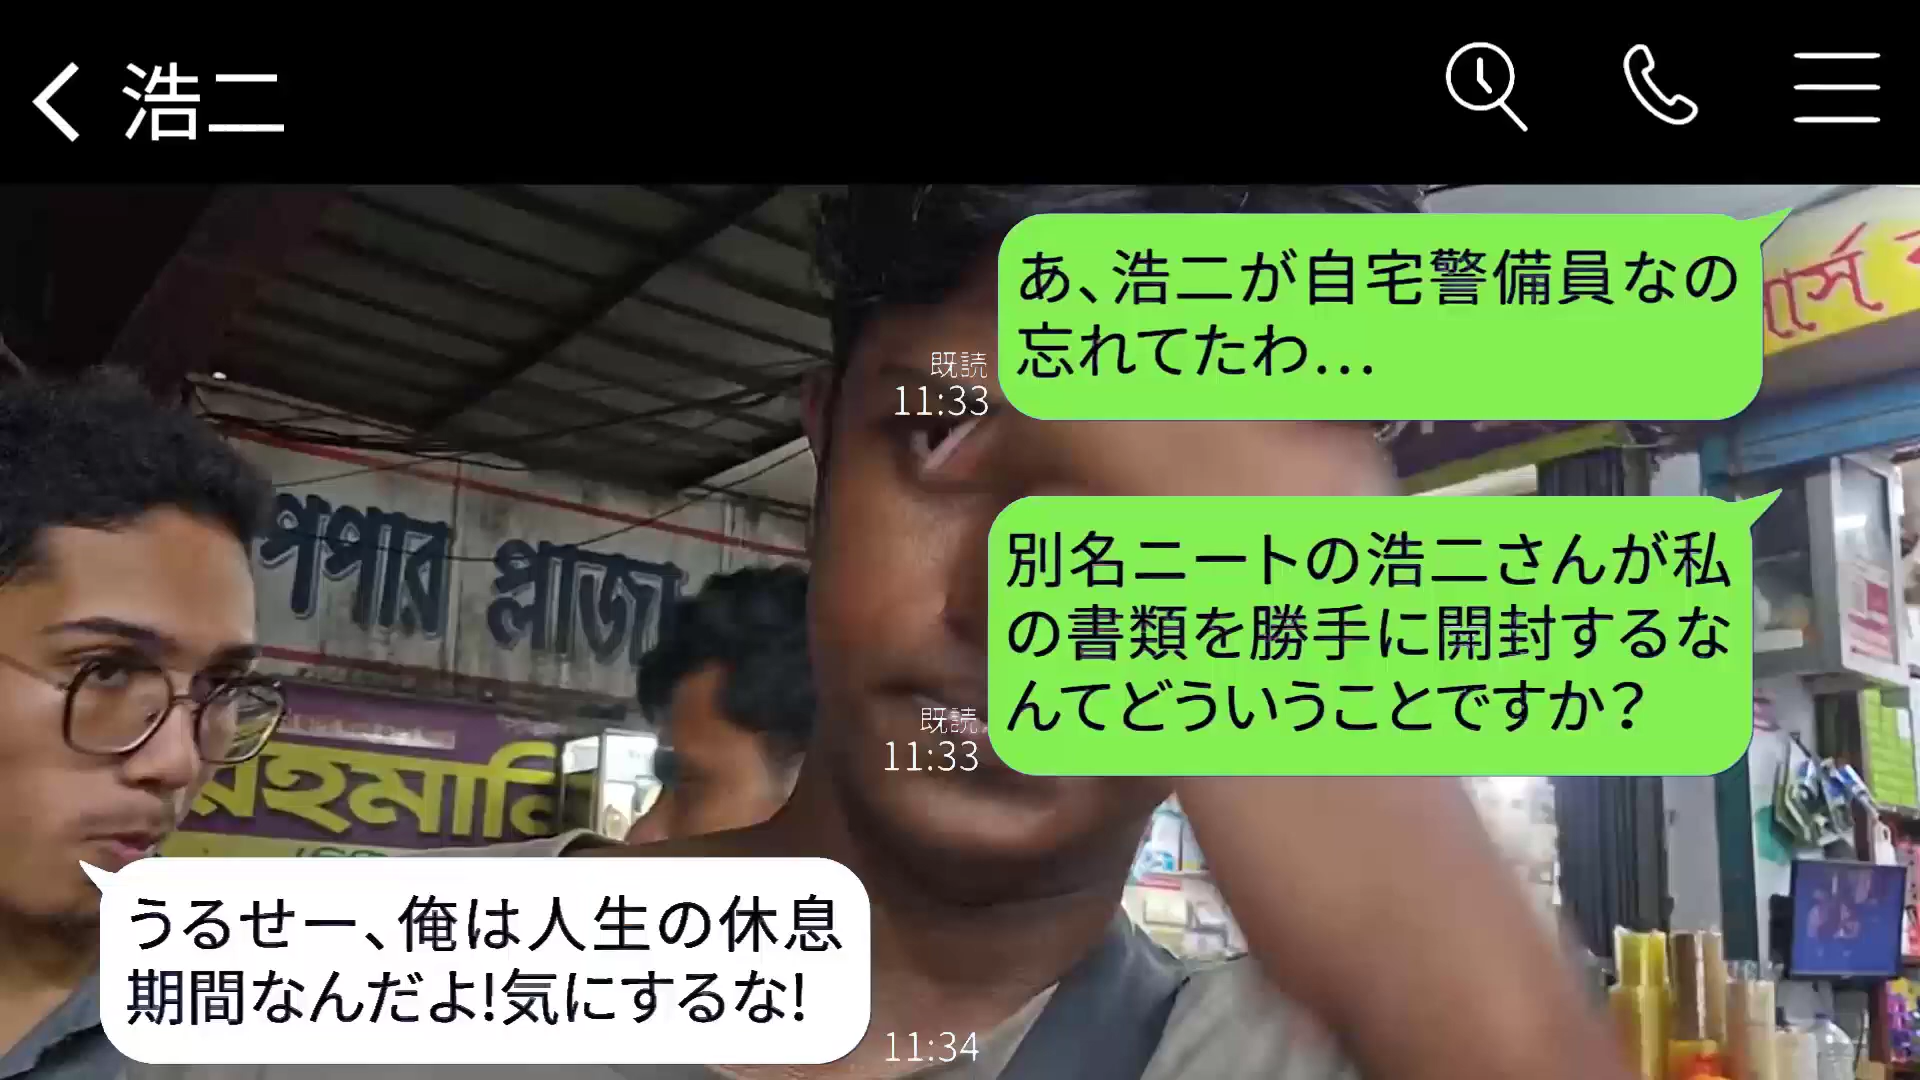 浩二
あ、浩二が自宅警備員なの
忘れてたわ…
既読
11:33
別名ニートの浩二さんが私
の書類を勝手に開封するな
んてどういうことですか？
既読
11:33
পপার প্লাজা
রহমানি
うるせー、俺は人生の休息
期間なんだよ!気にするな!
11:34